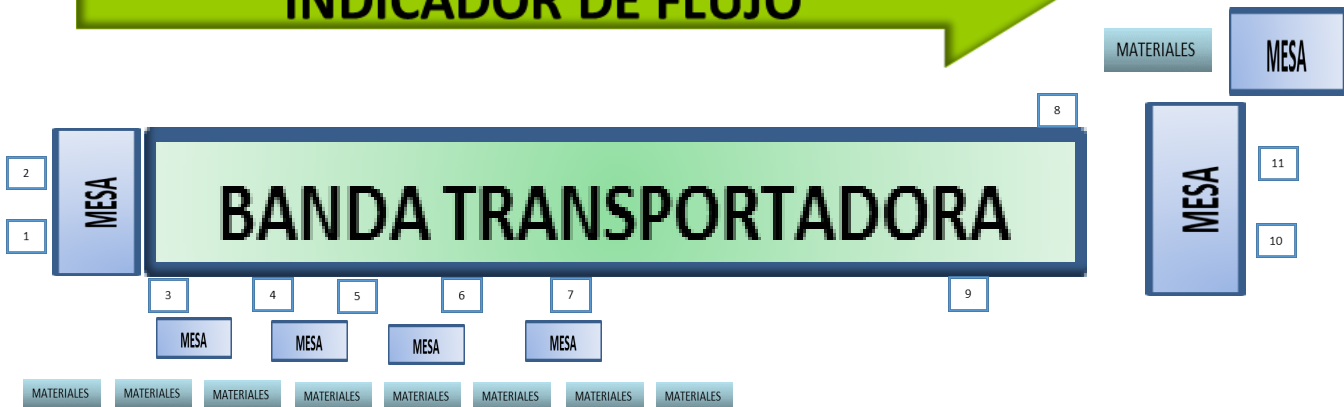 INDICADOR DE FLUJO
MATERIALES
MESA
8
2
1
MESA
BANDA TRANSPORTADORA
MESA
11
10
3
4
5
6
7
9
MESA
MESA
MESA
MESA
MATERIALES
MATERIALES
MATERIALES
MATERIALES
MATERIALES
MATERIALES
MATERIALES
MATERIALES